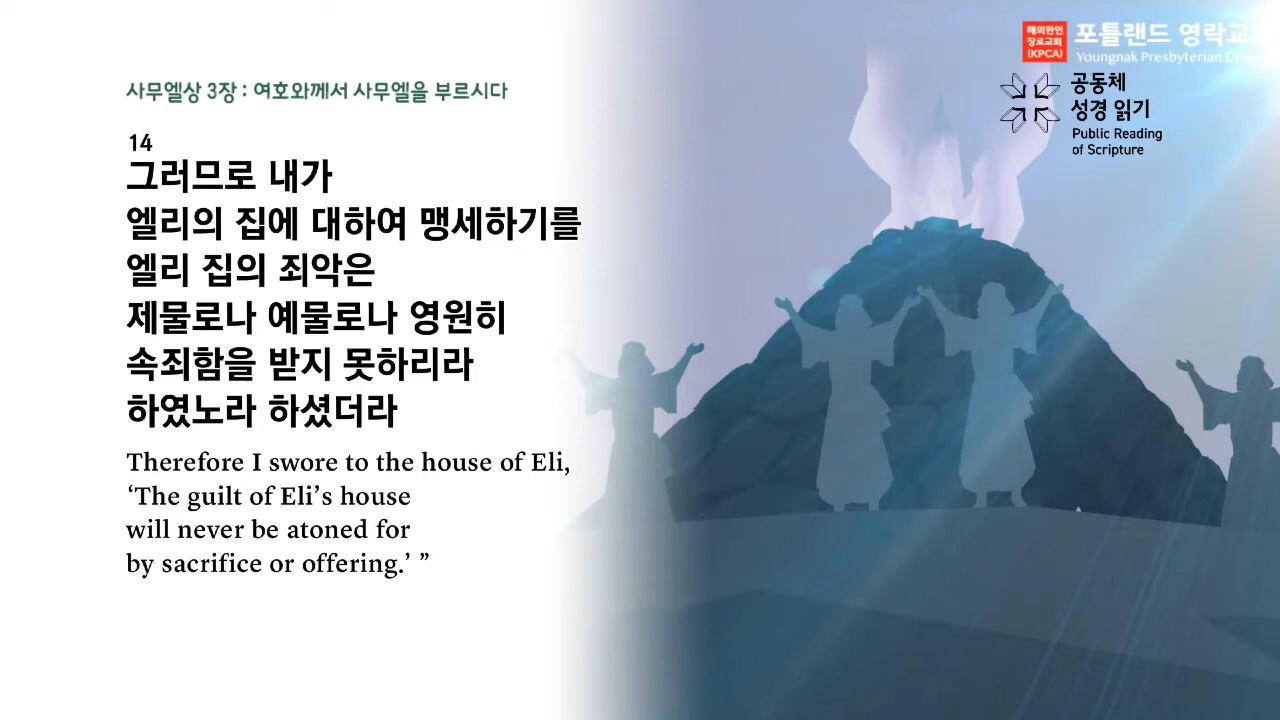 해외한인
장로교회
(KPCA)
포틀랜드 영락교
Youngnak Presbyterian
공동체
성경 읽기
Public Reading
of Scripture
사무엘상 3장 : 여호와께서 사무엘을 부르시다
14
그러므로 내가
엘리의 집에 대하여 맹세하기를
엘리 집의 죄악은
제물로나 예물로나 영원히
속죄함을 받지 못하리라
하였노라 하셨더라
Therefore I swore to the house of Eli,
‘The guilt of Eli’s house
will never be atoned for
by sacrifice or offering.’ ”